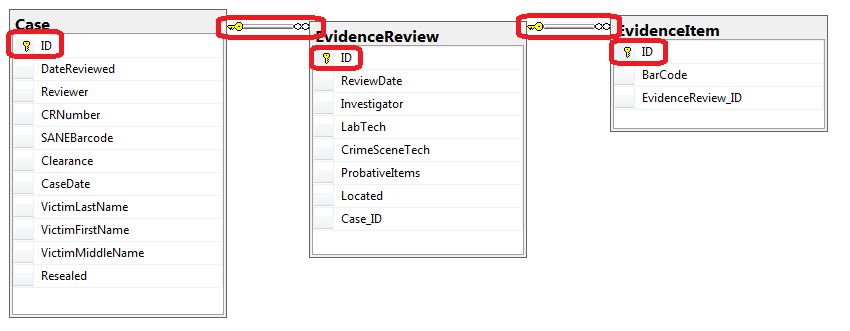 Case
ID
DateReviewed
Reviewer
CRNumber
SANEBarcode
Clearance
CaseDate
VictimLastName
VictimFirstName
VictimMiddleName
Resealed
EvidenceReview
ID
ReviewDate
Investigator
LabTech
CrimeSceneTech
ProbativeItems
Located
Case_ID
EvidenceItem
ID
BarCode
EvidenceReview_ID